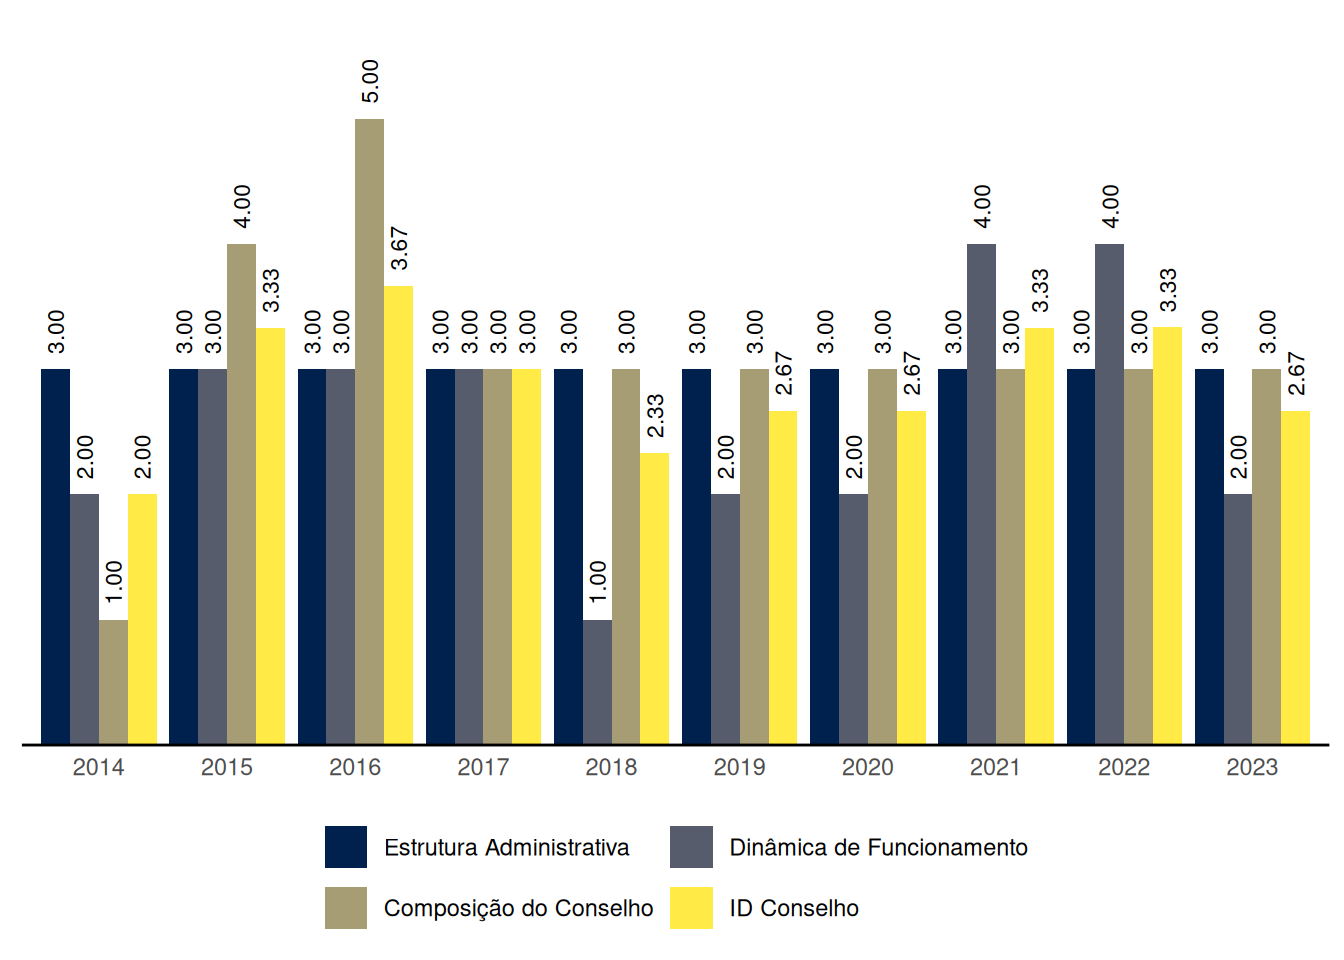 5.00
4.00 4.00 4.00
3.67
3.33 3.33 3.33
3.00 3.00 3.00 3.00 3.00 3.00 3.00 3.00 3.00 3.00 3.00 3.00 3.00 3.00 3.00 3.00 3.00 3.00 3.00 3.00
2.67 2.67 2.67
2.33
2.00 2.00 2.00 2.00 2.00
1.00 1.00
2014 2015 2016 2017 2018 2019 2020 2021 2022 2023
Estrutura Administrativa Dinâmica de Funcionamento
Composição do Conselho ID Conselho